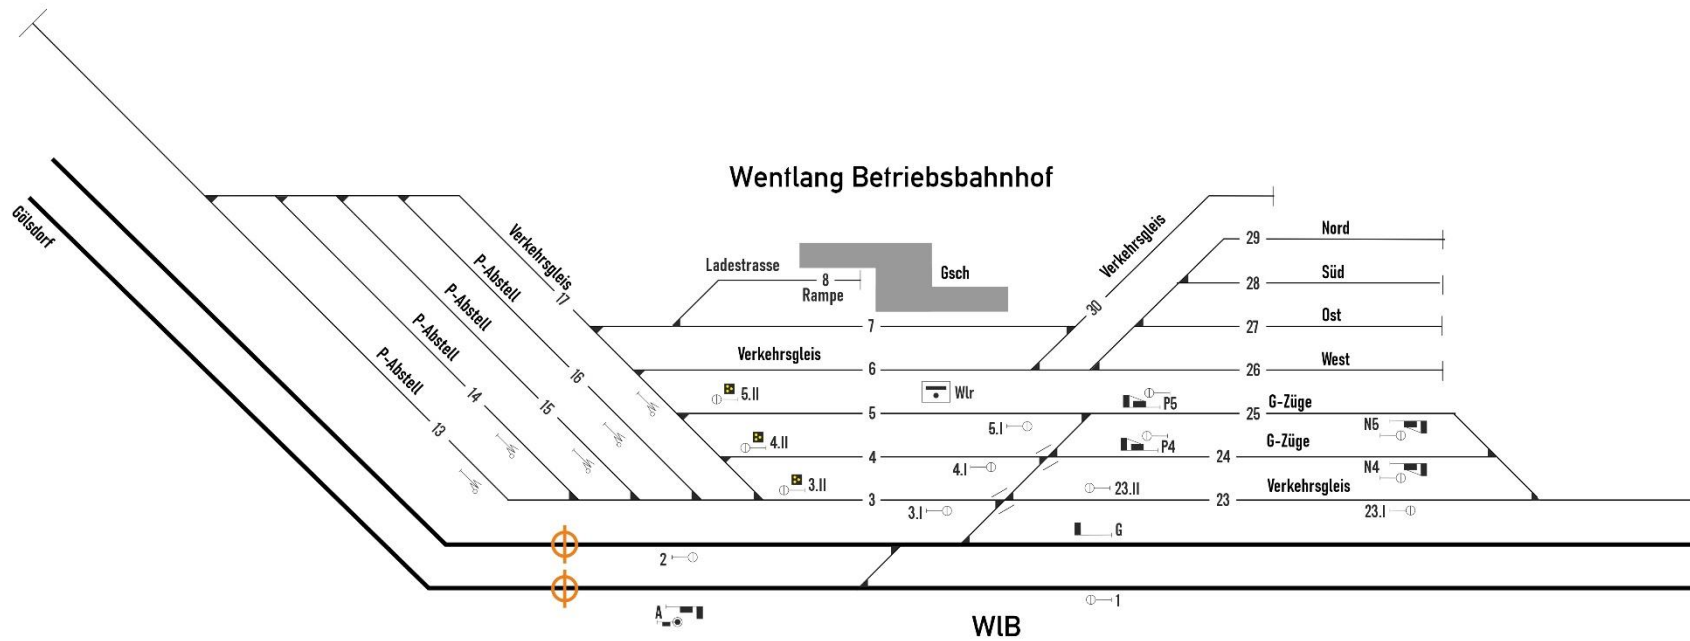 Wentlang Betriebsbahnhof
Gölsdorf
Verkehrsgleis
17
P-Abstell
16
P-Abstell
15
P-Abstell
14
P-Abstell
13
Ladestrasse
8
Rampe
Gsch
7
Verkehrsgleis
6
Verkehrsgleis
30
29
Nord
28
Süd
27
Ost
26
West
5.II
Wlr
P5
G-Züge
5
25
5.I
N5
4.II
P4
G-Züge
4
24
4.I
N4
3.II
23.II
Verkehrsgleis
3
23
3.I
23.I
G
2
1
A
WlB